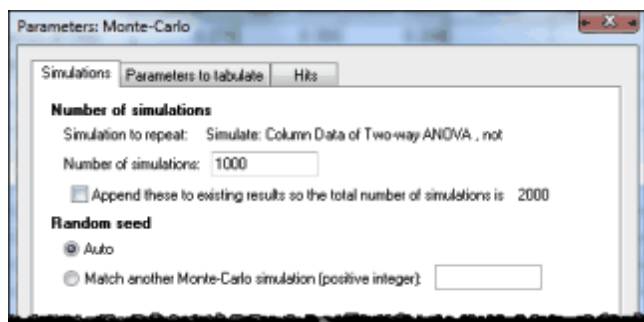 Parameters: Monte-Carlo
Simulations Parameters to tabulate Hits
Number of simulations
Simulation to repeat: Simulate: Column Data of Two-way ANOVA , not
Number of simulations: 1000
Append these to existing results so the total number of simulations is 2000
Random seed
Auto
Match another Monte-Carlo simulation (positive integer):